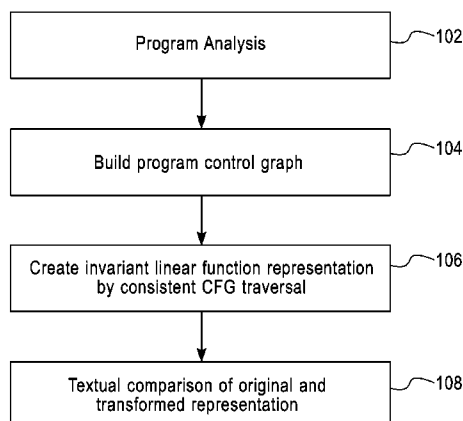 Program Analysis
102
Build program control graph
104
Create invariant linear function representation
by consistent CFG traversal
106
Textual comparison of original and
transformed representation
108